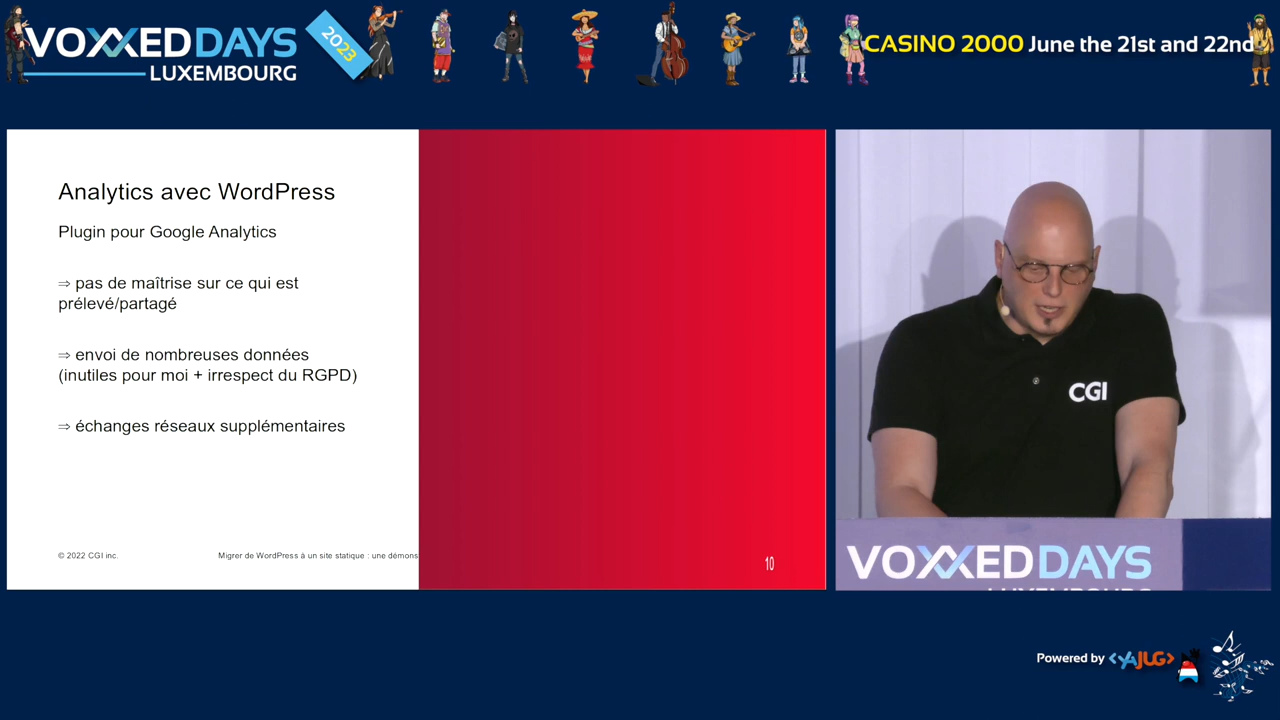 VOXXED DAYS
LUXEMBOURG
2023
CASINO 2000 June the 21st and 22nd
Analytics avec WordPress
Plugin pour Google Analytics
⇒ pas de maîtrise sur ce qui est
prélevé/partagé
⇒ envoi de nombreuses données
(inutiles pour moi + irrespect du RGPD)
⇒ échanges réseaux supplémentaires
© 2022 CGI inc.
Migrer de WordPress à un site statique : une démons
10
CGI
VOXXED DAYS
LUXEMBOURG
Powered by <YAJUG>